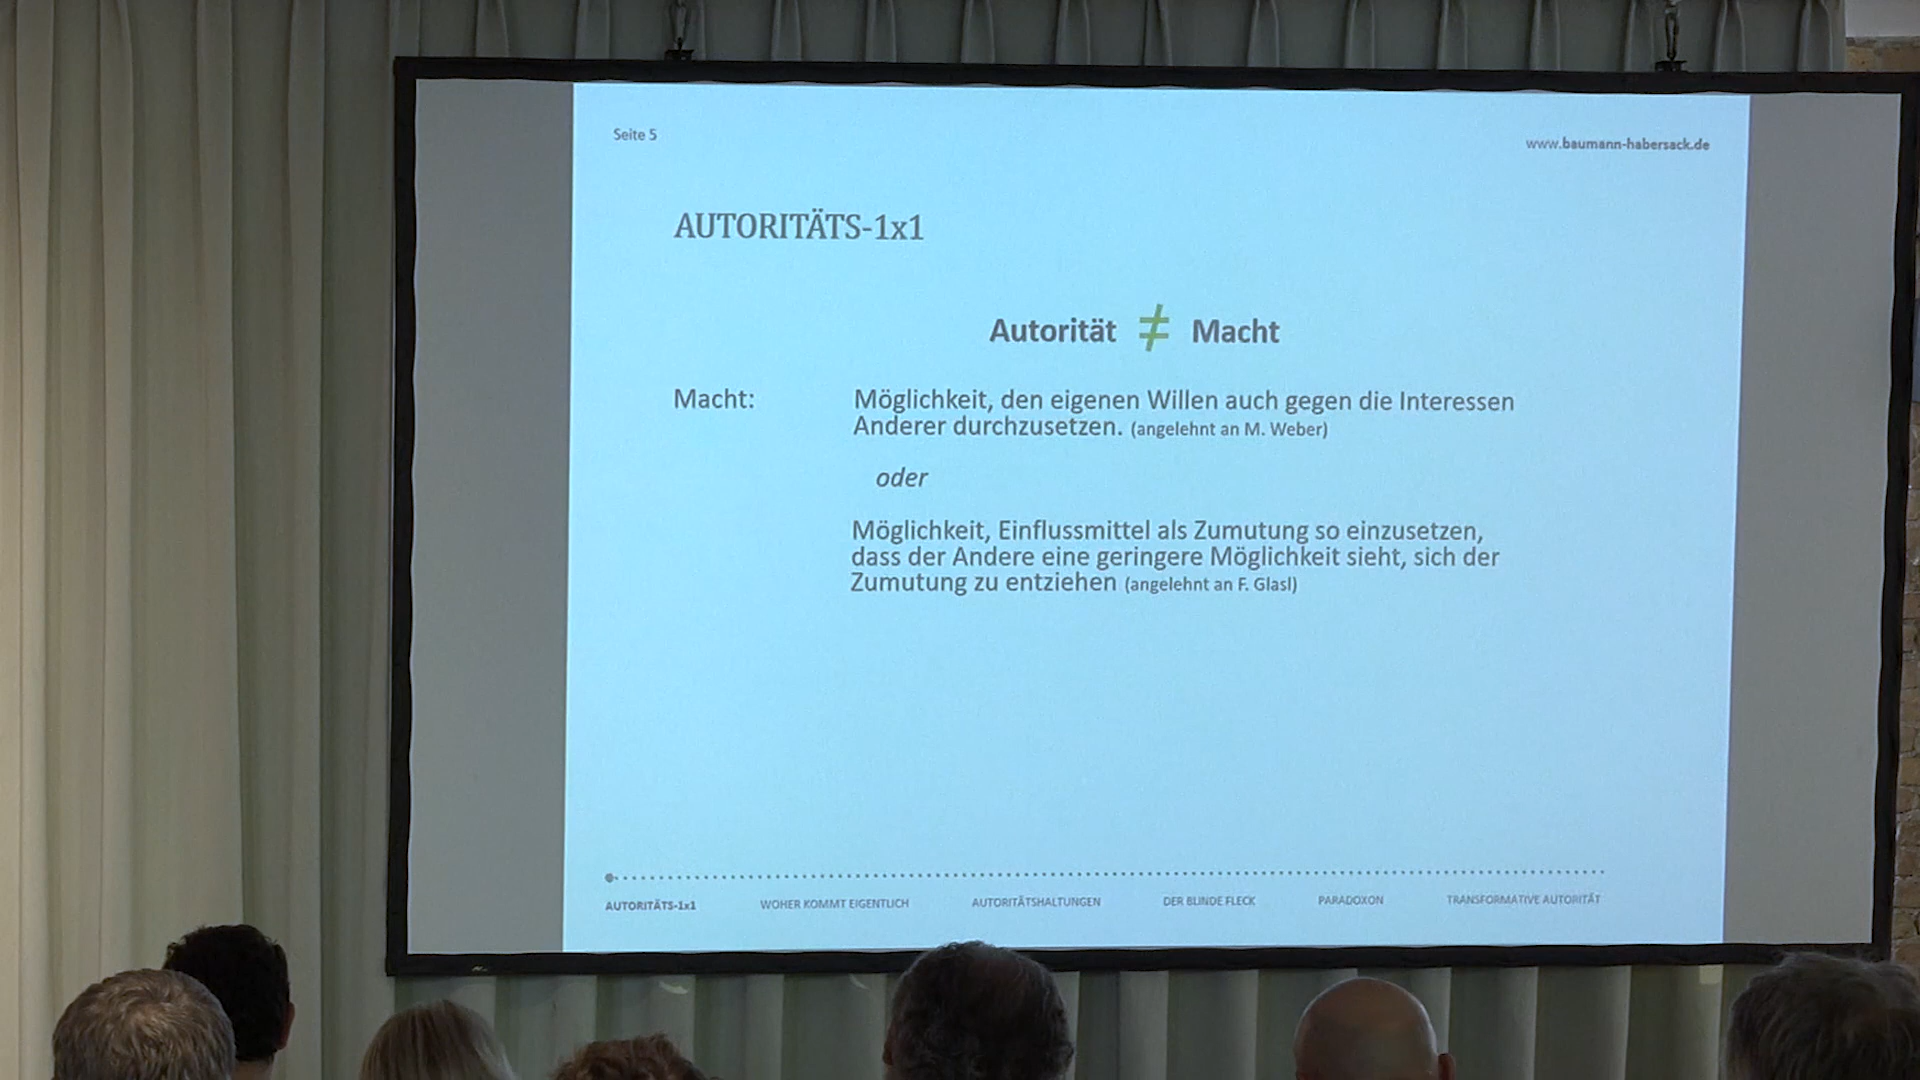 Seite 5
www.baumann-habersack.de
AUTORITÄTS-1x1
Autorität ≠ Macht
Macht: Möglichkeit, den eigenen Willen auch gegen die Interessen
Anderer durchzusetzen. (angelehnt an M. Weber)
oder
Möglichkeit, Einflussmittel als Zumutung so einzusetzen,
dass der Andere eine geringere Möglichkeit sieht, sich der
Zumutung zu entziehen (angelehnt an F. Glasl)
AUTORITÄTS-1x1 WOHER KOMMT EIGENTLICH AUTORITÄTSHALTUNGEN DER BLINDE FLECK PARADOXON TRANSFORMATIVE AUTORITÄT